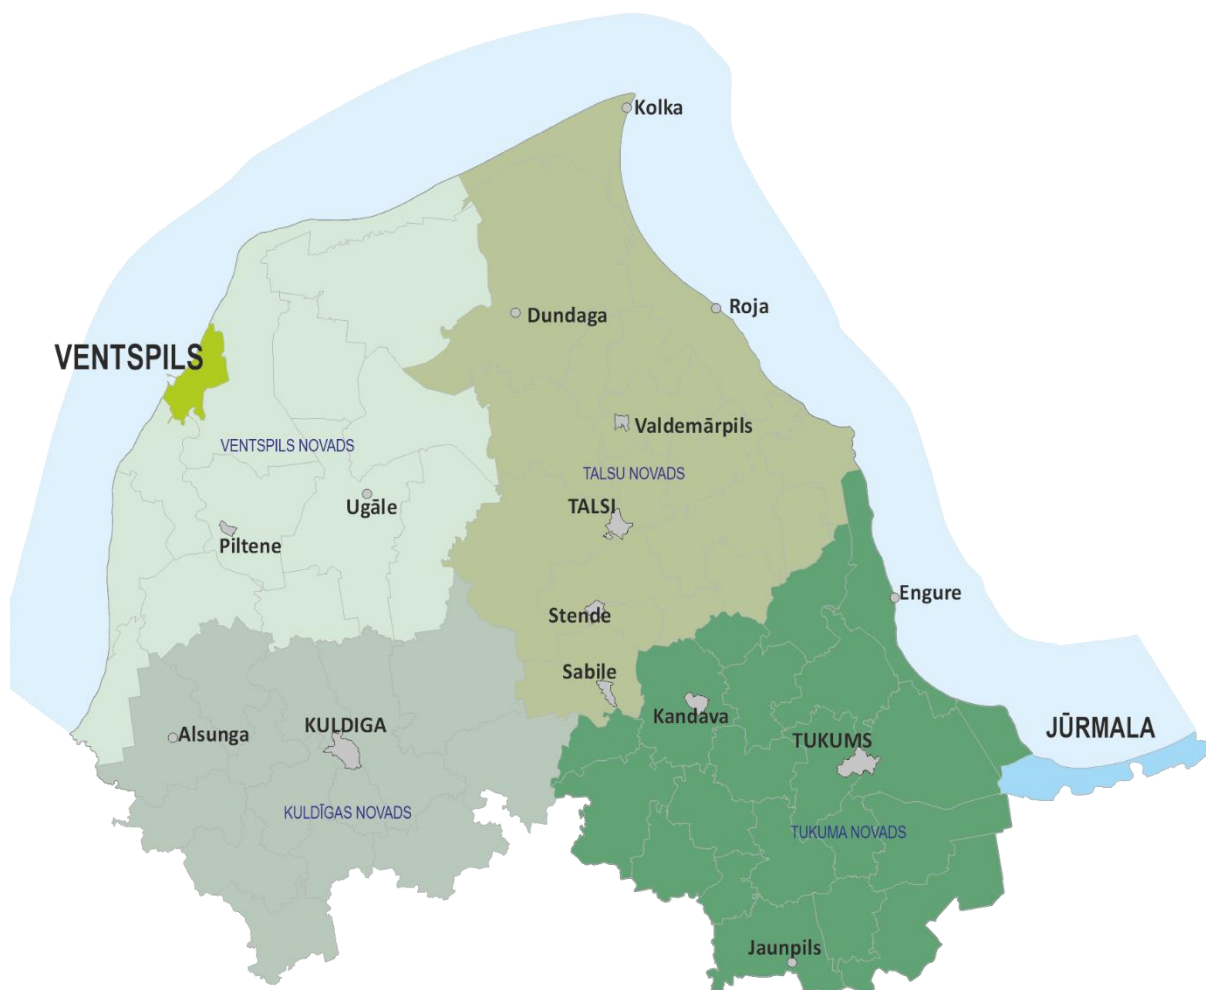 Kolka
Roja
Dundaga
VENTSPILS
Valdemārpils
VENTSPILS NOVADS
TALSU NOVADS
Ugāle
TALSI
Piltene
Engure
Stende
Sabile
Kandava
Alsunga
KULDIGA
TUKUMS
JŪRMALA
KULDĪGAS NOVADS
TUKUMA NOVADS
Jaunpils